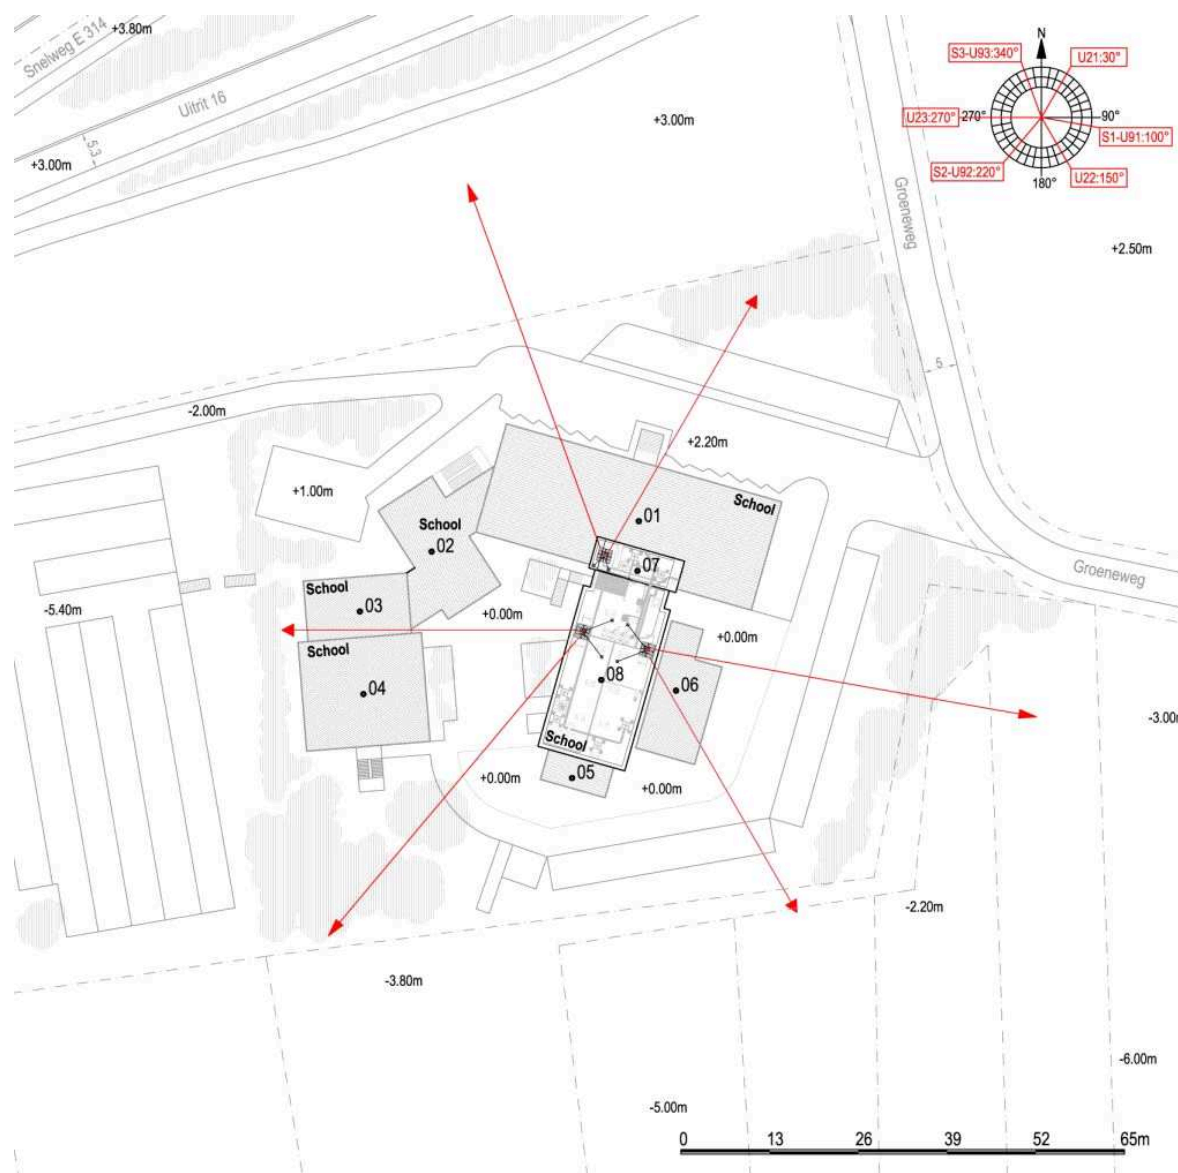 Snelweg E 314
+3.80m
Uitrit 16
5.3
+3.00m
+3.00m
N
S3-U93:340°
U21:30°
U23:270°
270°
90°
S1-U91:100°
S2-U92:220°
180°
U22:150°
Groeneweg
+2.50m
5
-2.00m
+2.20m
+1.00m
School
School
01
02
07
Groeneweg
-5.40m
School
03
+0.00m
+0.00m
School
04
08
06
School
05
+0.00m
+0.00m
-3.00m
-2.20m
-3.80m
-6.00m
-5.00m
0 13 26 39 52 65m